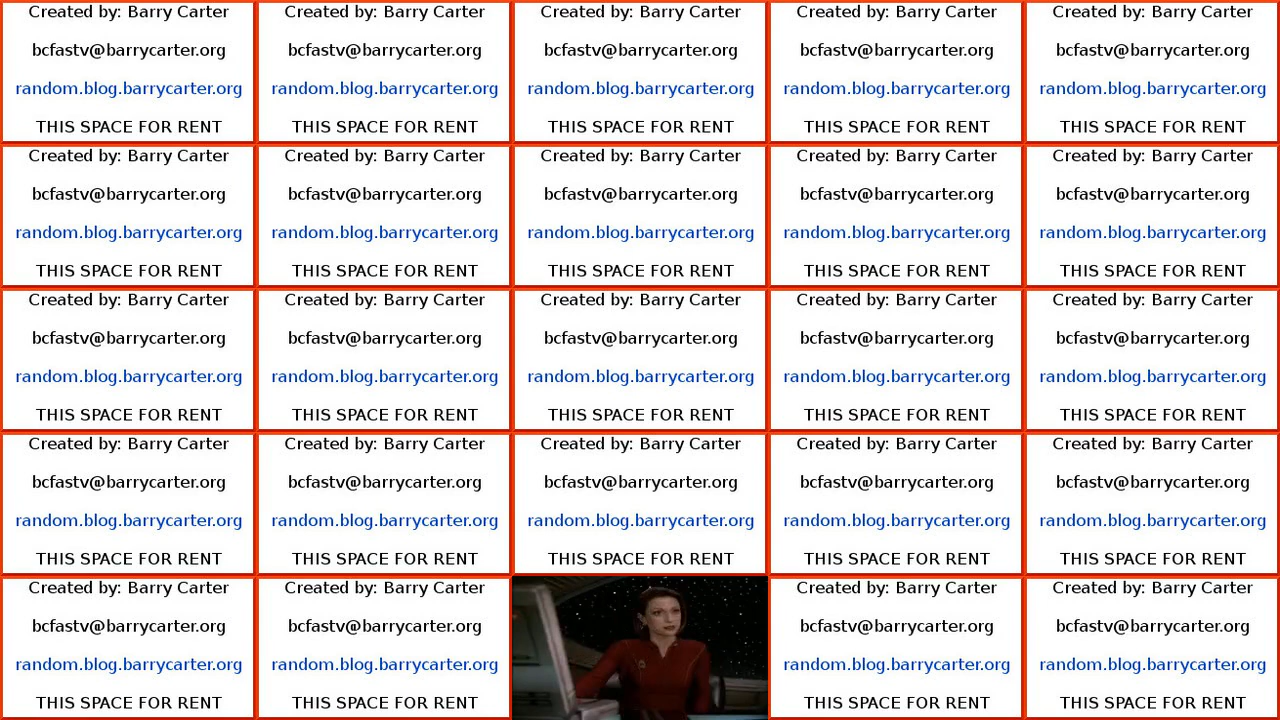 Created by: Barry Carter
bcfastv@barrycarter.org
random.blog.barrycarter.org
THIS SPACE FOR RENT
Created by: Barry Carter
bcfastv@barrycarter.org
random.blog.barrycarter.org
THIS SPACE FOR RENT
Created by: Barry Carter
bcfastv@barrycarter.org
random.blog.barrycarter.org
THIS SPACE FOR RENT
Created by: Barry Carter
bcfastv@barrycarter.org
random.blog.barrycarter.org
THIS SPACE FOR RENT
Created by: Barry Carter
bcfastv@barrycarter.org
random.blog.barrycarter.org
THIS SPACE FOR RENT
Created by: Barry Carter
bcfastv@barrycarter.org
random.blog.barrycarter.org
THIS SPACE FOR RENT
Created by: Barry Carter
bcfastv@barrycarter.org
random.blog.barrycarter.org
THIS SPACE FOR RENT
Created by: Barry Carter
bcfastv@barrycarter.org
random.blog.barrycarter.org
THIS SPACE FOR RENT
Created by: Barry Carter
bcfastv@barrycarter.org
random.blog.barrycarter.org
THIS SPACE FOR RENT
Created by: Barry Carter
bcfastv@barrycarter.org
random.blog.barrycarter.org
THIS SPACE FOR RENT
Created by: Barry Carter
bcfastv@barrycarter.org
random.blog.barrycarter.org
THIS SPACE FOR RENT
Created by: Barry Carter
bcfastv@barrycarter.org
random.blog.barrycarter.org
THIS SPACE FOR RENT
Created by: Barry Carter
bcfastv@barrycarter.org
random.blog.barrycarter.org
THIS SPACE FOR RENT
Created by: Barry Carter
bcfastv@barrycarter.org
random.blog.barrycarter.org
THIS SPACE FOR RENT
Created by: Barry Carter
bcfastv@barrycarter.org
random.blog.barrycarter.org
THIS SPACE FOR RENT
Created by: Barry Carter
bcfastv@barrycarter.org
random.blog.barrycarter.org
THIS SPACE FOR RENT
Created by: Barry Carter
bcfastv@barrycarter.org
random.blog.barrycarter.org
THIS SPACE FOR RENT
Created by: Barry Carter
bcfastv@barrycarter.org
random.blog.barrycarter.org
THIS SPACE FOR RENT
Created by: Barry Carter
bcfastv@barrycarter.org
random.blog.barrycarter.org
THIS SPACE FOR RENT
Created by: Barry Carter
bcfastv@barrycarter.org
random.blog.barrycarter.org
THIS SPACE FOR RENT
Created by: Barry Carter
bcfastv@barrycarter.org
random.blog.barrycarter.org
THIS SPACE FOR RENT
Created by: Barry Carter
bcfastv@barrycarter.org
random.blog.barrycarter.org
THIS SPACE FOR RENT
Created by: Barry Carter
bcfastv@barrycarter.org
random.blog.barrycarter.org
THIS SPACE FOR RENT
Created by: Barry Carter
bcfastv@barrycarter.org
random.blog.barrycarter.org
THIS SPACE FOR RENT